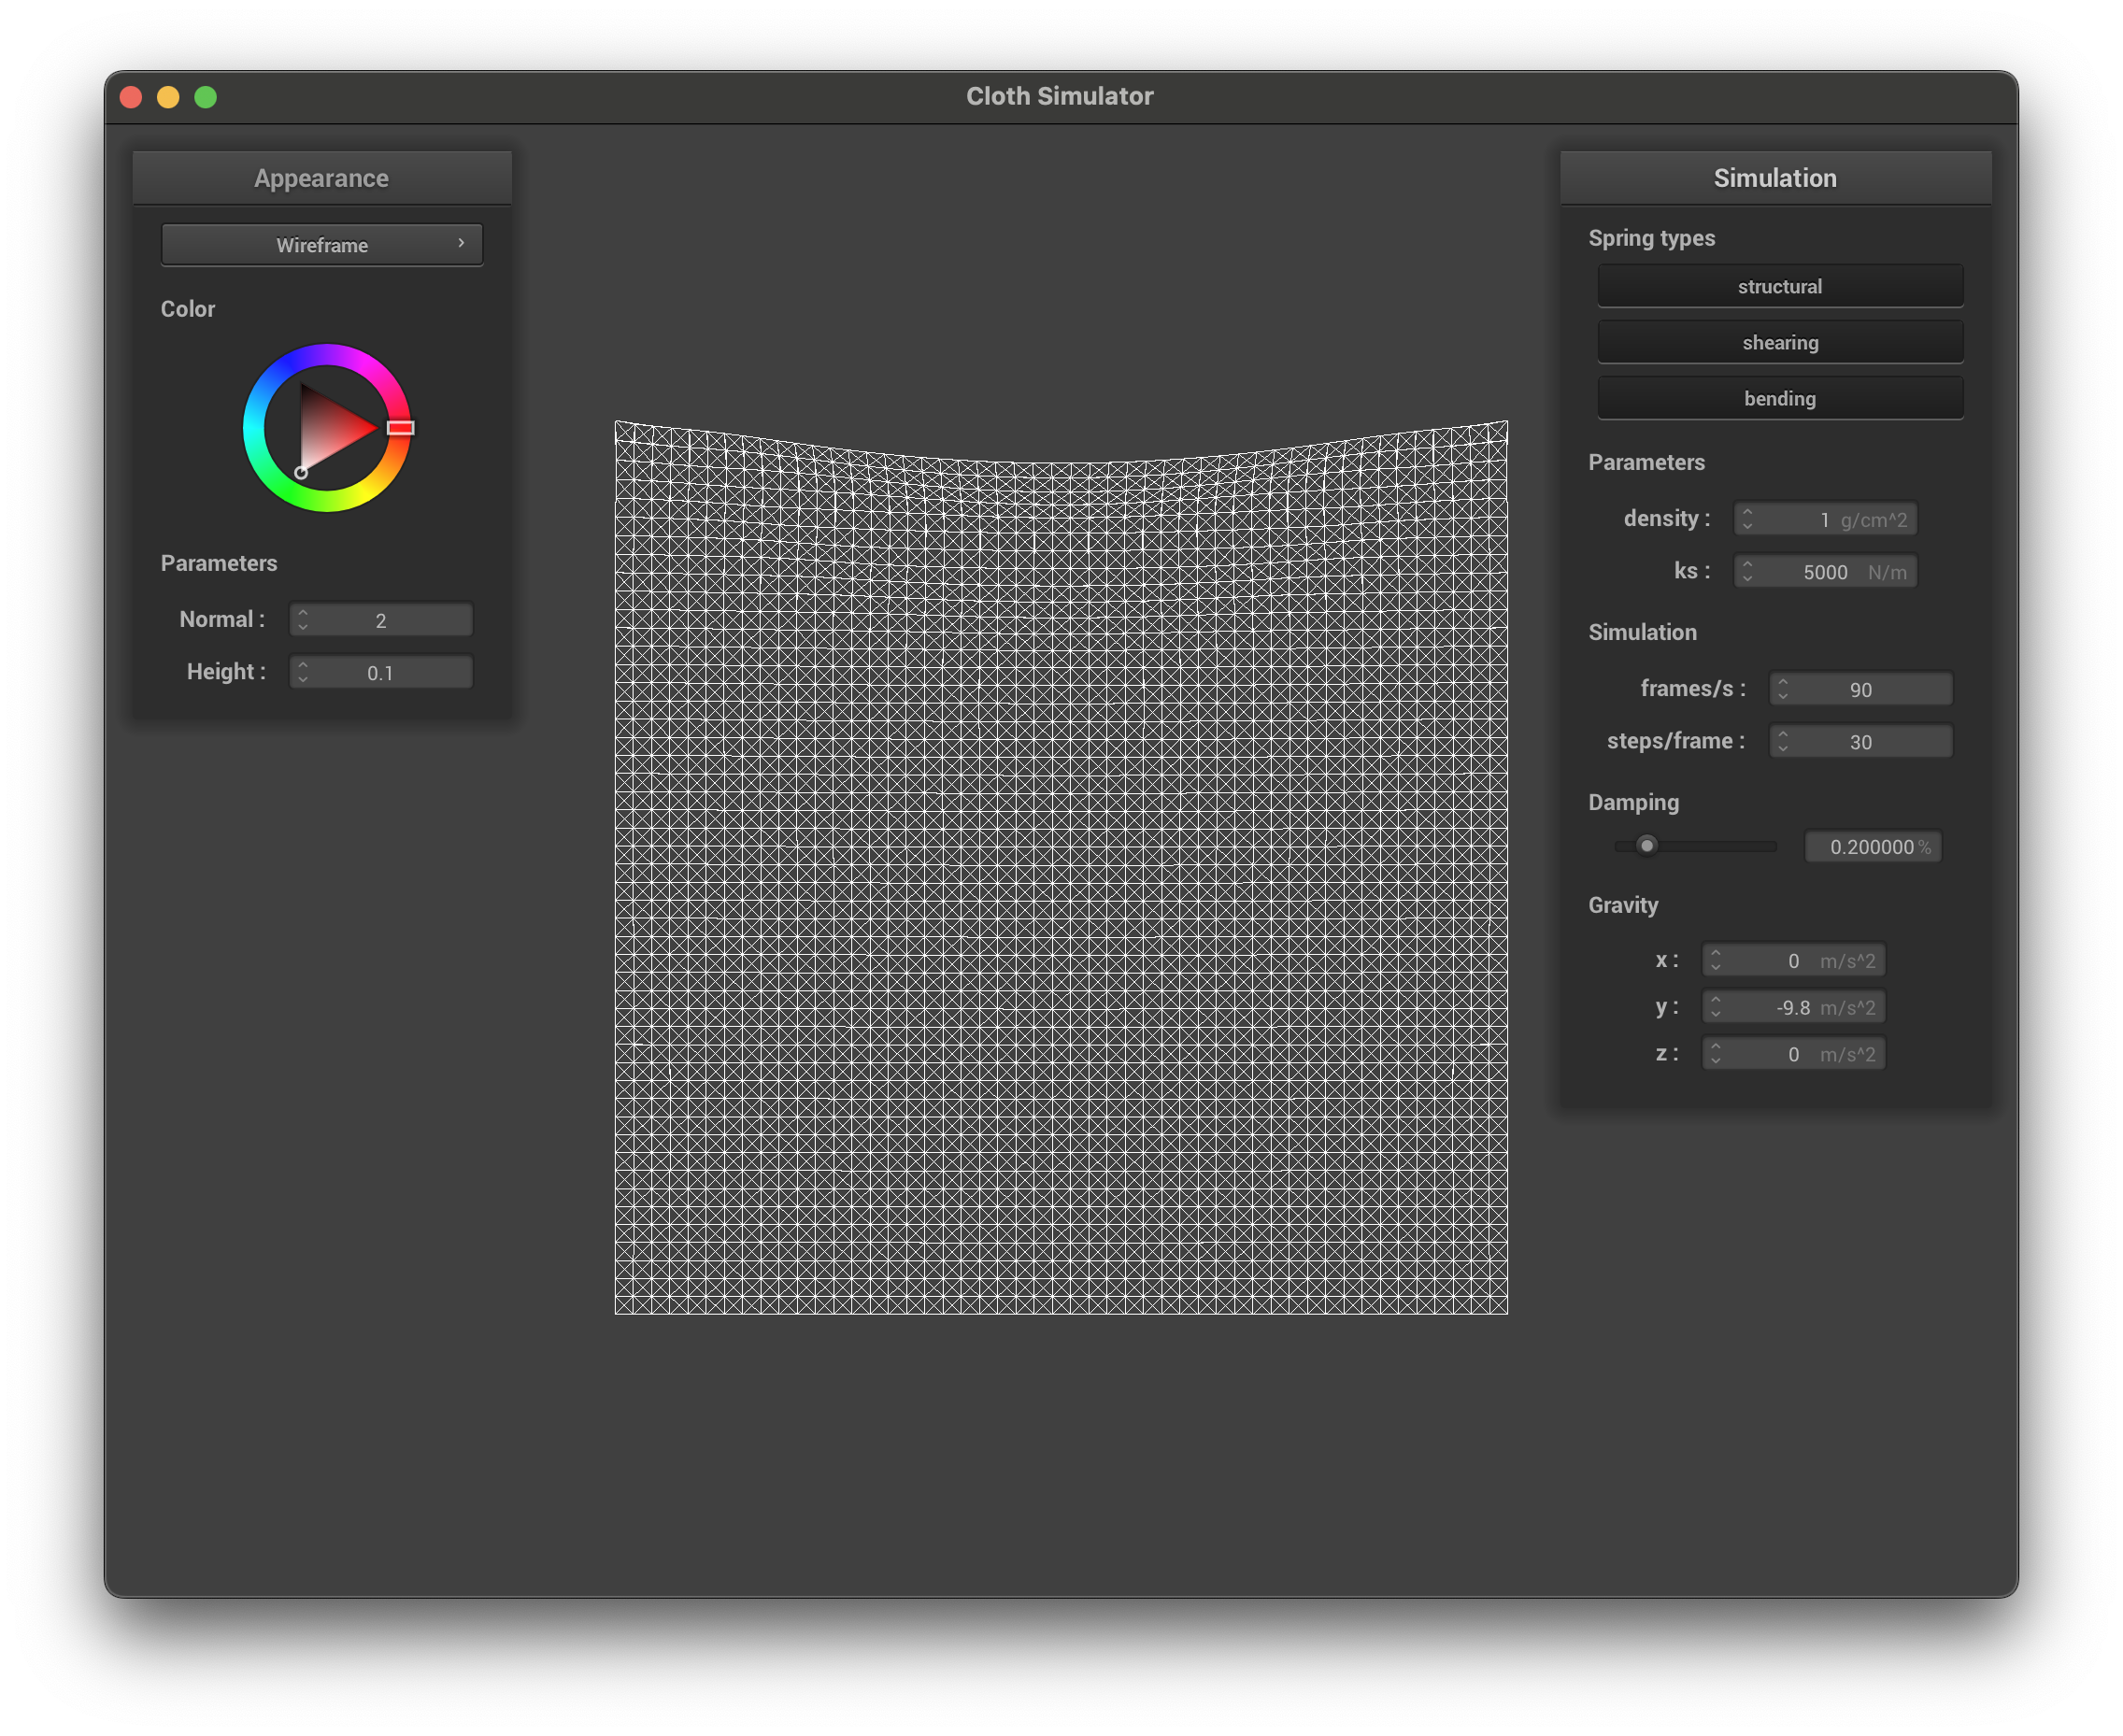 Cloth Simulator
Appearance
Wireframe
Color
Parameters
Normal : 2
Height : 0.1
Simulation
Spring types
structural
shearing
bending
Parameters
density : 1 g/cm^2
ks : 5000 N/m
Simulation
frames/s : 90
steps/frame : 30
Damping
0.200000 %
Gravity
x : 0 m/s^2
y : -9.8 m/s^2
z : 0 m/s^2